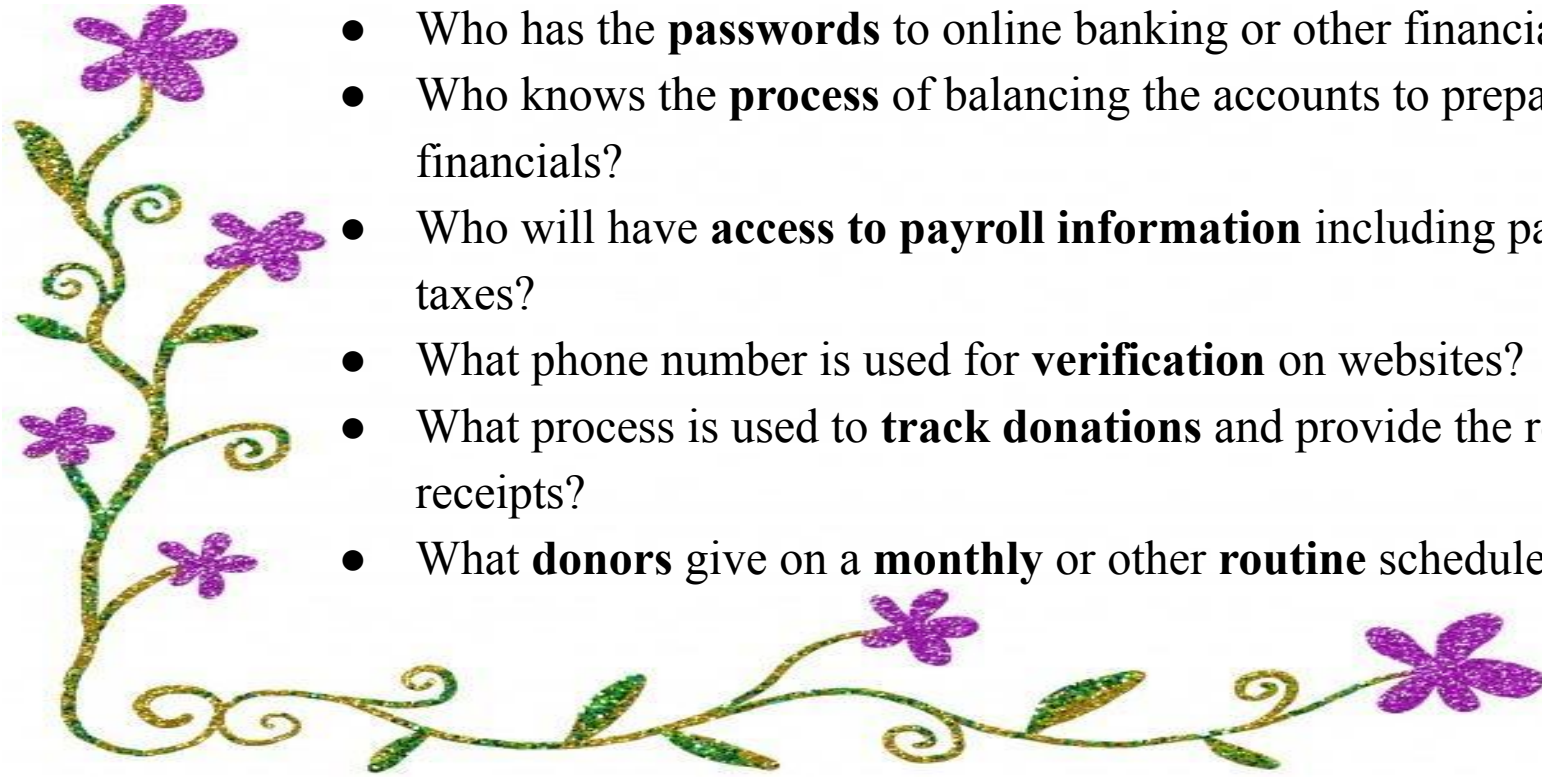 ● Who has the passwords to online banking or other financia
● Who knows the process of balancing the accounts to prepa
financials?
● Who will have access to payroll information including pa
taxes?
● What phone number is used for verification on websites?
● What process is used to track donations and provide the r
receipts?
● What donors give on a monthly or other routine schedule